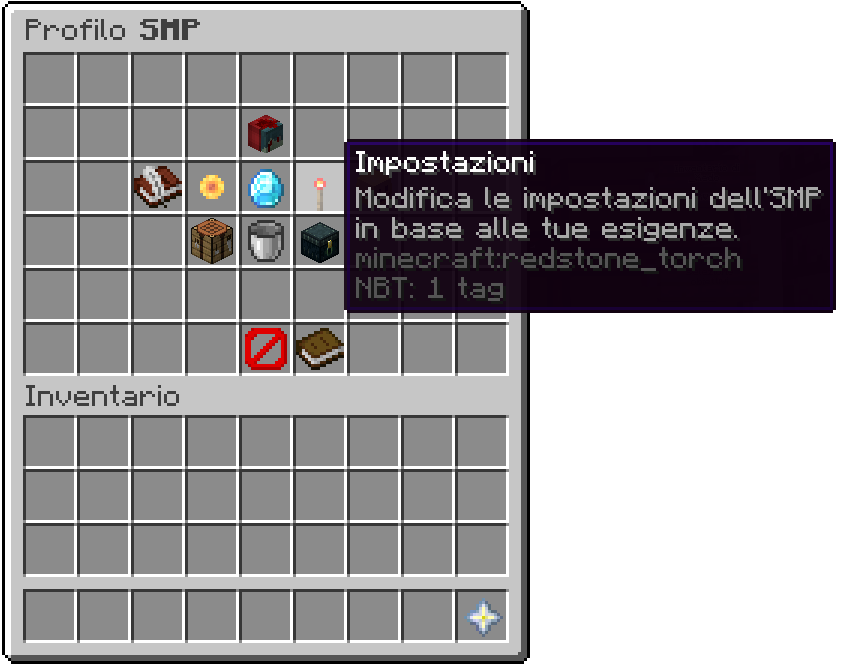 Profilo SMP
Impostazioni
Modifica le impostazioni dell'SMP
in base alle tue esigenze.
minecraft:redstone_torch
NBT: 1 tag
Inventario